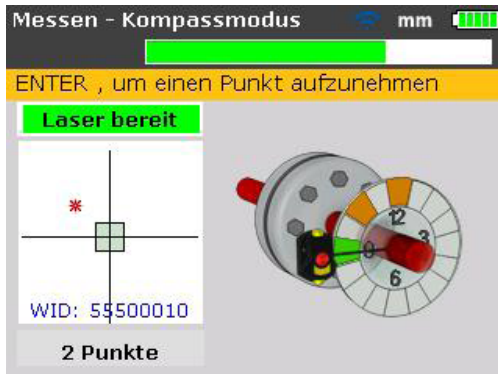 Messen - Kompassmodus mm
ENTER , um einen Punkt aufzunehmen
Laser bereit
12
3
9
6
WID: 55500010
2 Punkte